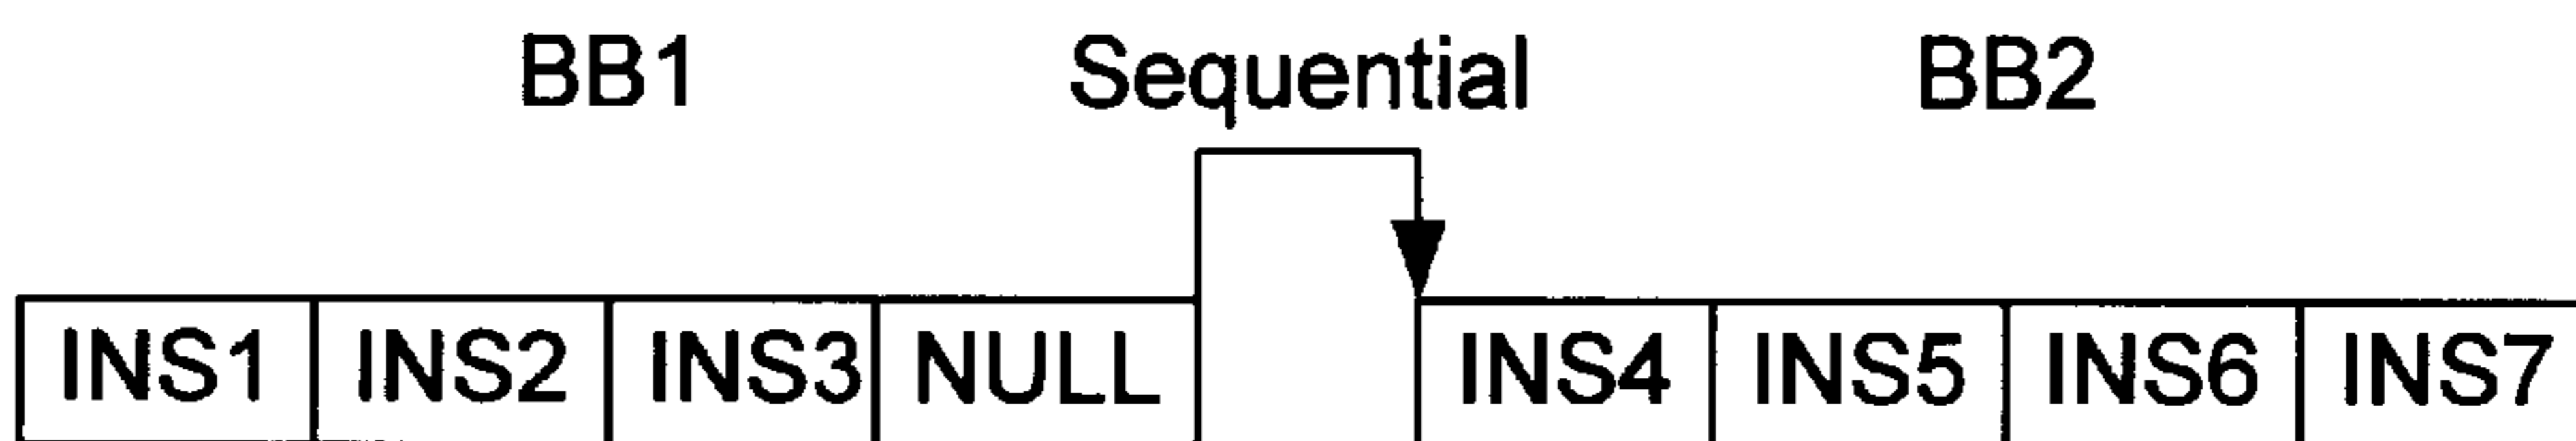 BB1 Sequential BB2
INS1 INS2 INS3 NULL INS4 INS5 INS6 INS7